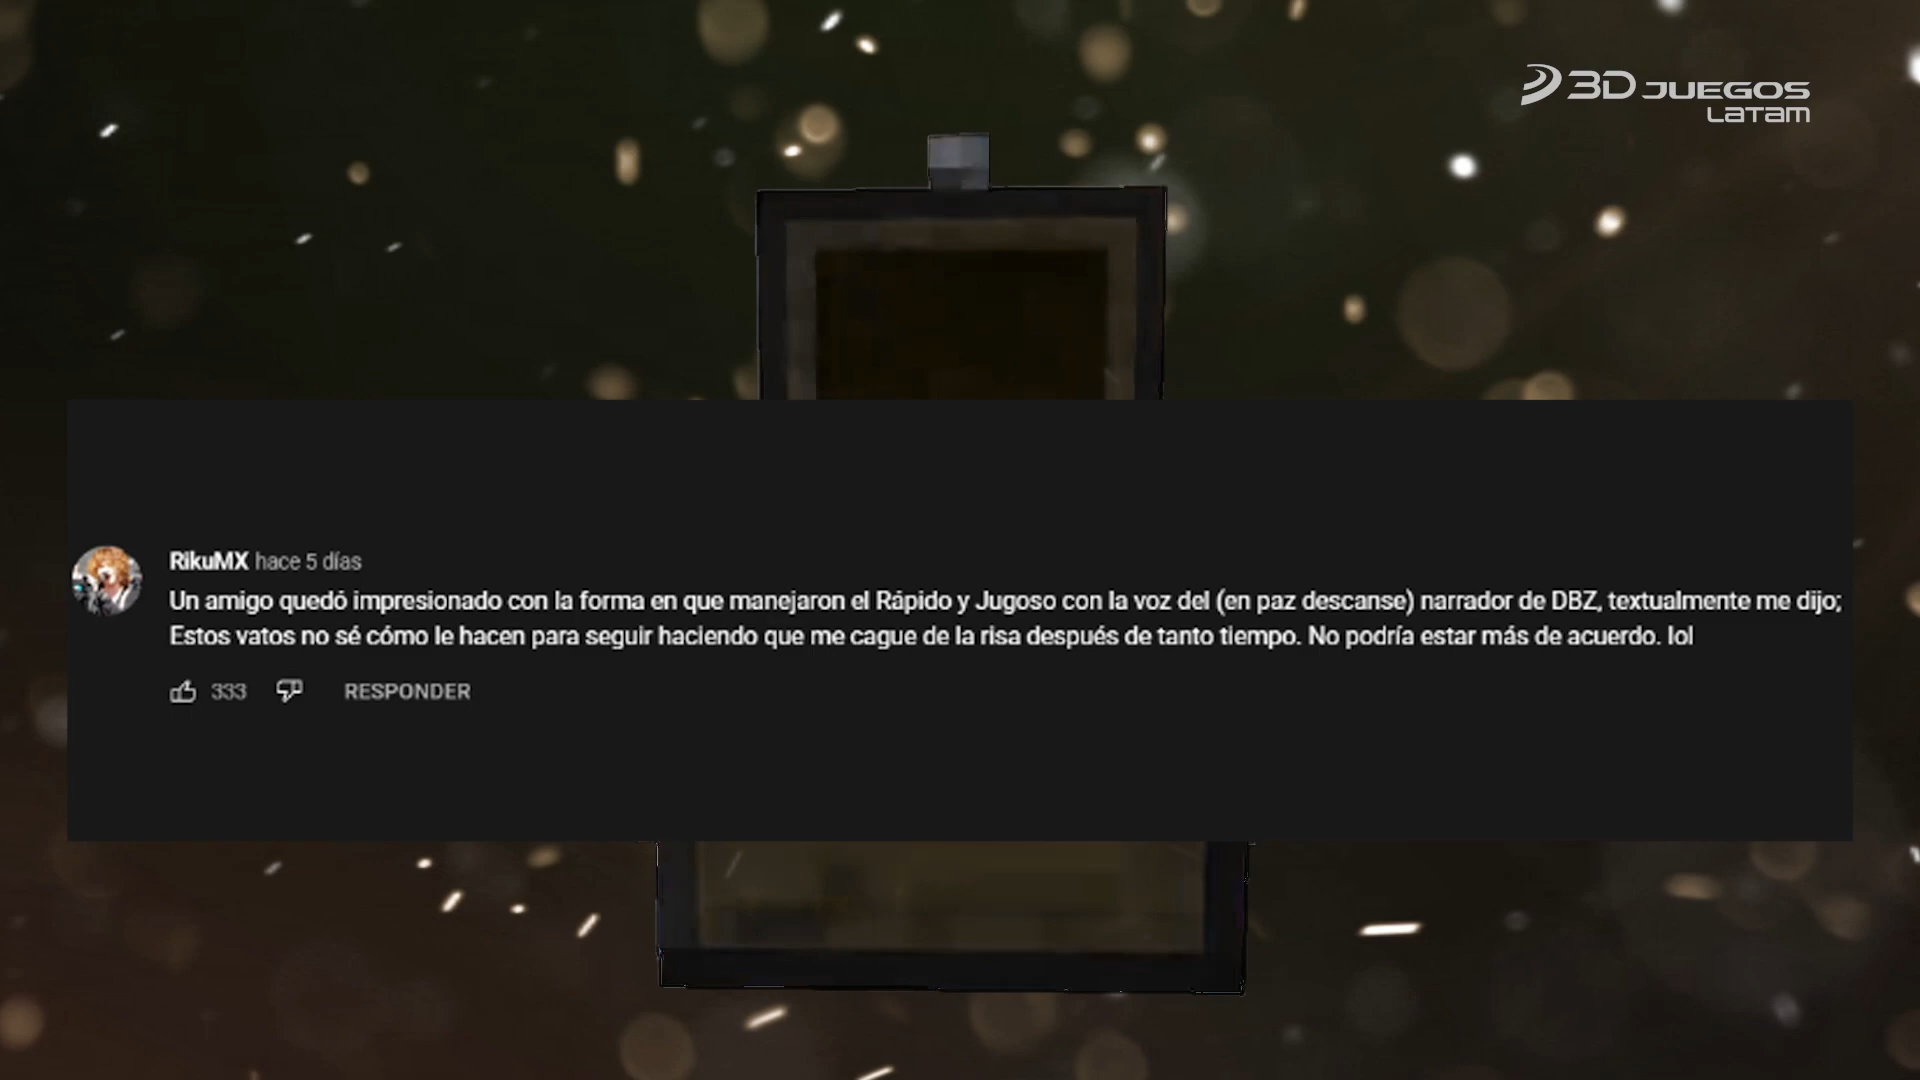 3D JUEGOS
LATAM
RikuMX hace 5 días
Un amigo quedó impresionado con la forma en que manejaron el Rápido y Jugoso con la voz del (en paz descanse) narrador de DBZ, textualmente me dijo;
Estos vatos no sé cómo le hacen para seguir haciendo que me cague de la risa después de tanto tiempo. No podría estar más de acuerdo. lol
333 RESPONDER